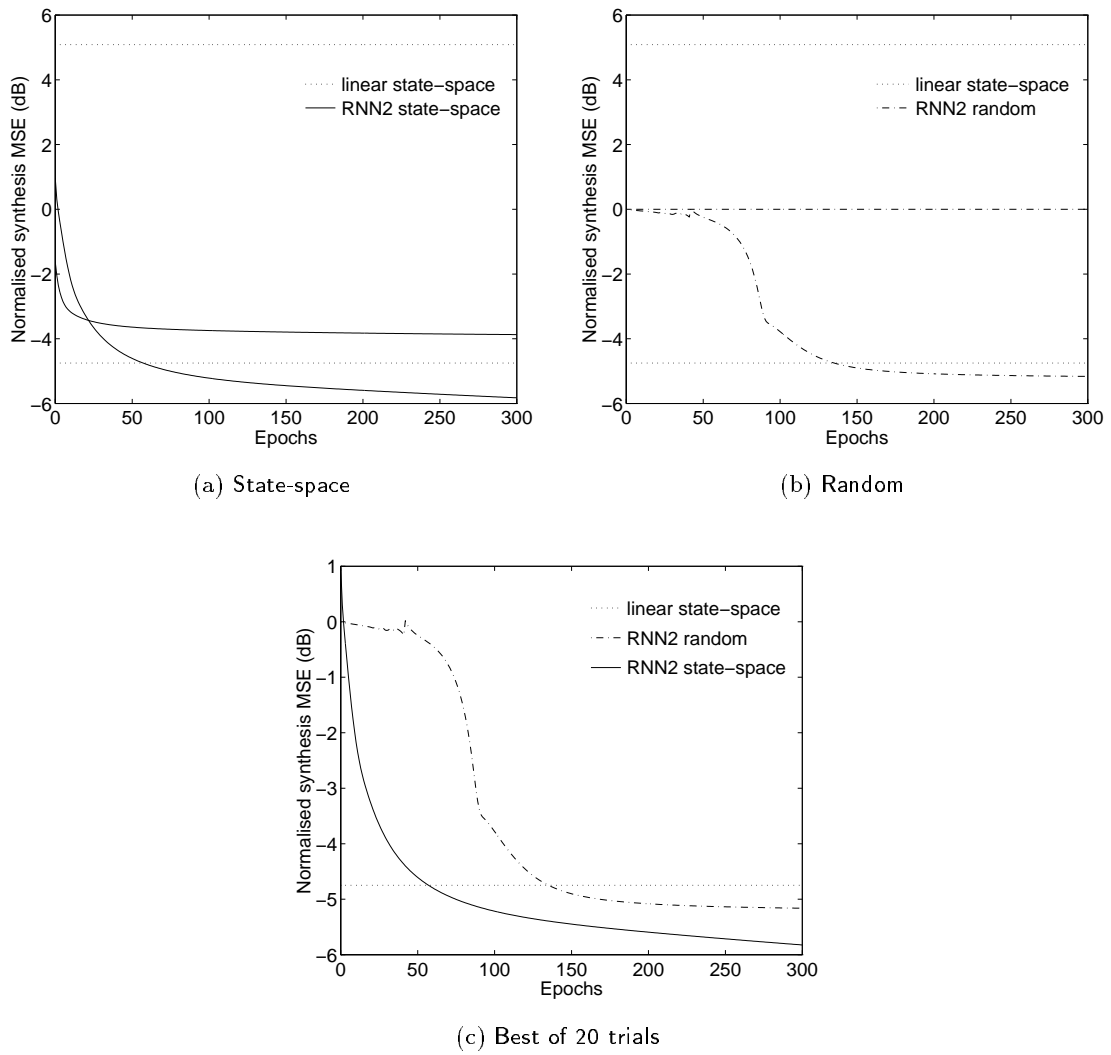 6
4
2
0
−2
−4
−6
0 50 100 150 200 250 300
Normalised synthesis MSE (dB)
Epochs
linear state−space
RNN2 state−space
(a) State-space
6
4
2
0
−2
−4
−6
0 50 100 150 200 250 300
Normalised synthesis MSE (dB)
Epochs
linear state−space
RNN2 random
(b) Random
1
0
−1
−2
−3
−4
−5
−6
0 50 100 150 200 250 300
Normalised synthesis MSE (dB)
Epochs
linear state−space
RNN2 random
RNN2 state−space
(c) Best of 20 trials